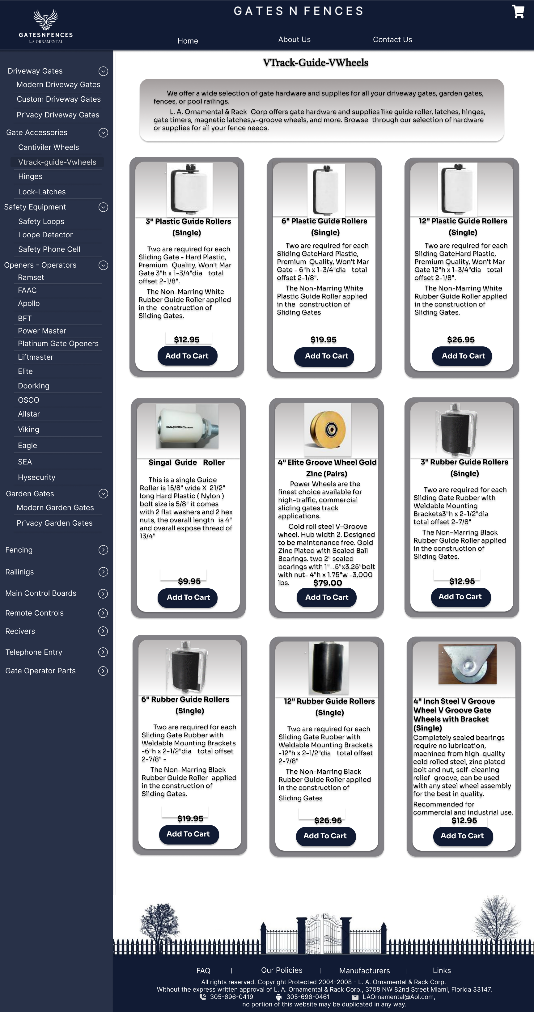 GATESNFENCES
LA ORNAMENTAL
GATES N FENCES
Home
About Us
Contact Us
Driveway Gates
Modern Driveway Gates
Custom Driveway Gates
Privacy Driveway Gates
Gate Accessories
Cantiviler Wheels
Vtrack-guide-Vwheels
Hinges
Lock-Latches
Safety Equipment
Safety Loops
Loope Detector
Safety Phone Cell
Openers - Operators
Ramset
FAAC
Apollo
BFT
Power Master
Platinum Gate Openers
Liftmaster
Elite
Doorking
OSCO
Allstar
Viking
Eagle
SEA
Hysecurity
Garden Gates
Modern Garden Gates
Privacy Garden Gates
Fencing
Railinigs
Main Control Boards
Remote Controls
Recivers
Telephone Entry
Gate Operator Parts
VTrack-Guide-VWheels
We offer a wide selection of gate hardware and supplies for all your driveway gates, garden gates,
fences, or pool railings.
L. A. Ornamental & Rack Corp offers gate hardware and supplies like guide roller, latches, hinges,
gate timers, magnetic latches,v-groove wheels, and more. Browse through our selection of hardware
or supplies for all your fence needs.
3" Plastic Guide Rollers
(Single)
Two are required for each
Sliding Gate - Hard Plastic,
Premium Quality, Won't Mar
Gate 3"h x 1-3/4"dia total
offset 2-1/8".
The Non-Marring White
Rubber Guide Roller applied
in the construction of
Sliding Gates.
$12.95
Add To Cart
6" Plastic Guide Rollers
(Single)
Two are required for each
Sliding GateHard Plastic,
Premium Quality, Won't Mar
Gate - 6"h x 1-3/4"dia total
offset 2-1/8".
The Non-Marring White
Plastic Guide Roller applied
in the construction of
Sliding Gates
$19.95
Add To Cart
12" Plastic Guide Rollers
(Single)
Two are required for each
Sliding GateHard Plastic,
Premium Quality, Won't Mar
Gate 12"h x 1-3/4"dia total
offset 2-1/8".
The Non-Marring White
Rubber Guide Roller applied
in the construction of
Sliding Gates.
$26.95
Add To Cart
Singal Guide Roller
This is a single Guide
Roller is 15/8" wide X 21/2"
long Hard Plastic ( Nylon )
bolt size is 5/8" it comes
with 2 flat washers and 2 hex
nuts, the overall length is 6"
and overall expose thread of
13/4"
$9.95
Add To Cart
4" Elite Groove Wheel Gold
Zinc (Pairs)
Power Wheels are the
finest choice available for
high-traffic, commercial
sliding gates track
applications.
Cold roll steel V-Groove
wheel. Hub width 2. Designed
to be maintenance free. Gold
Zinc Plated with Sealed Ball
Bearings. two 2" sealed
bearings with 1" .5"x3.25" bolt
with nut- 4"h x 1.75"w -3,000
lbs.
$79.00
Add To Cart
3" Rubber Guide Rollers
(Single)
Two are required for each
Sliding Gate Rubber with
Weldable Mounting
Brackets3"h x 2-1/2"dia
total offset 2-7/8"
The Non-Marring Black
Rubber Guide Roller applied
in the construction of
Sliding Gates.
$12.95
Add To Cart
6" Rubber Guide Rollers
(Single)
Two are required for each
Sliding Gate Rubber with
Weldable Mounting Brackets
-6"h x 2-1/2"dia total offset
2-7/8" -
The Non-Marring Black
Rubber Guide Roller applied
in the construction of
Sliding Gates.
$19.95
Add To Cart
12" Rubber Guide Rollers
(Single)
Two are required for each
Sliding Gate Rubber with
Weldable Mounting Brackets
-12"h x 2-1/2"dia total offset
2-7/8"
The Non-Marring Black
Rubber Guide Roller applied
in the construction of
Sliding Gates
$26.95
Add To Cart
4" Inch Steel V Groove
Wheel V Groove Gate
Wheels with Bracket
(Single)
Completely sealed bearings
require no lubrication,
machined from high-quality
cold rolled steel, zinc plated
bolt and nut, self-cleaning
relief groove, can be used
with any steel wheel assembly
for the best in quality.
Recommended for
commercial and industrial use.
$12.95
Add To Cart
FAQ | Our Policies | Manufacturers Links
All rights reserved Copyright Protected 2004-2008 - L. A. Ornamental & Rack Corp.
Without the express written approval of L. A. Ornamental & Rack Corp., 3708 NW 82nd Street Miami, Florida 33147.
305-696-0419 305-696-0461 LAOrnamental@Aol.com,
no portion of this website may be duplicated in any way.